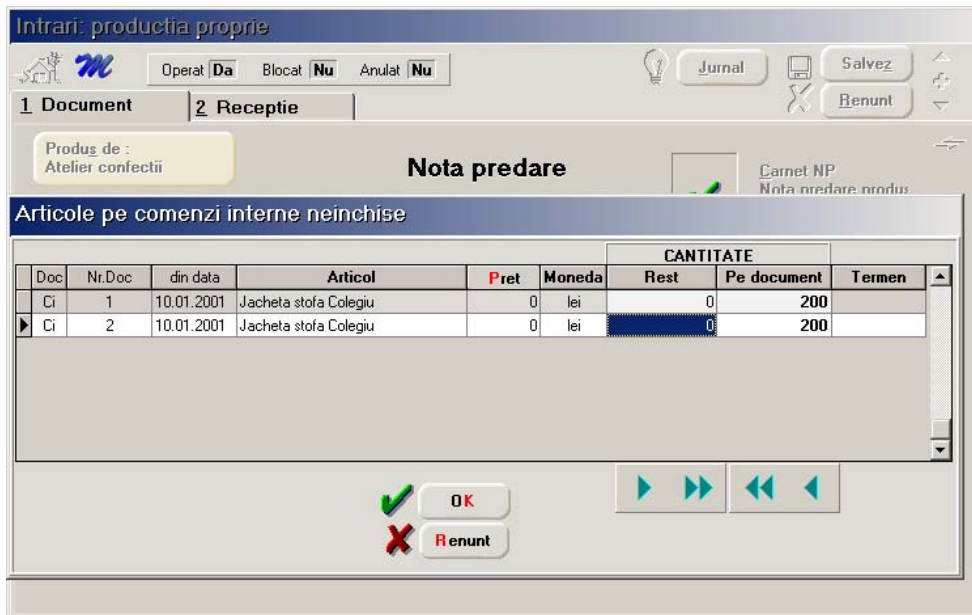 Intrari: productia proprie
Operat Da Blocat Nu Anulat Nu
Jurnal
Salvez
Renunt
1 Document
2 Receptie
Produs de :
Atelier confectii
Nota predare
Carnet NP
Nota predare produs
Articole pe comenzi interne neinchise
CANTITATE
Doc Nr.Doc din data Articol Pret Moneda Rest Pe document Termen
Ci 1 10.01.2001 Jacheta stofa Colegiu 0 lei 0 200
Ci 2 10.01.2001 Jacheta stofa Colegiu 0 lei 0 200
OK
Renunt